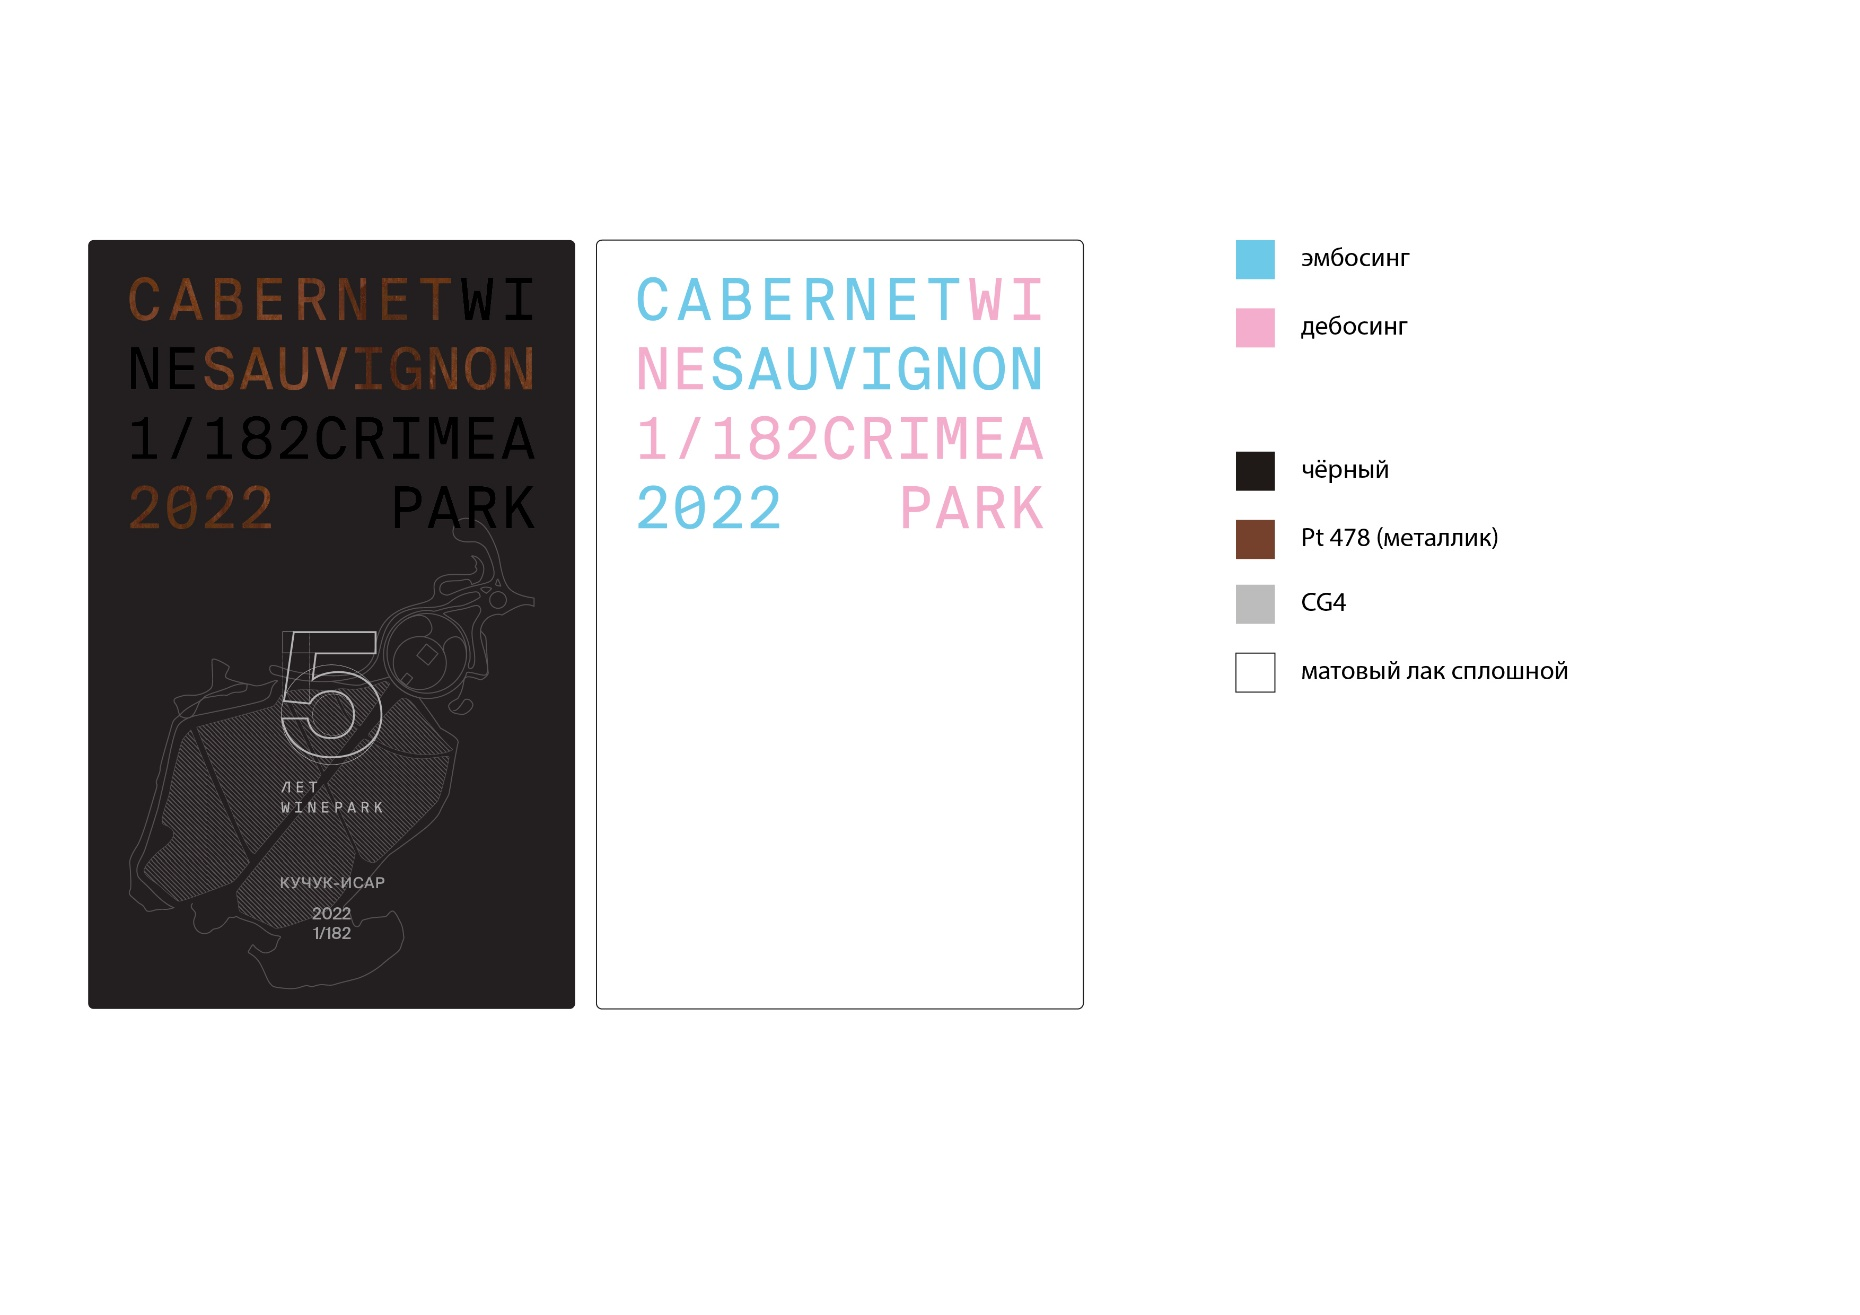 CABERNETWI
NESAUVIGNON
1/182CRIMEA
2022 PARK
5
ЛЕТ
WINEPARK
КУЧУК-ИСАР
2022
1/182
CABERNETWI
NESAUVIGNON
1/182CRIMEA
2022 PARK
эмбосинг
дебосинг
чёрный
Pt 478 (металлик)
CG4
матовый лак сплошной